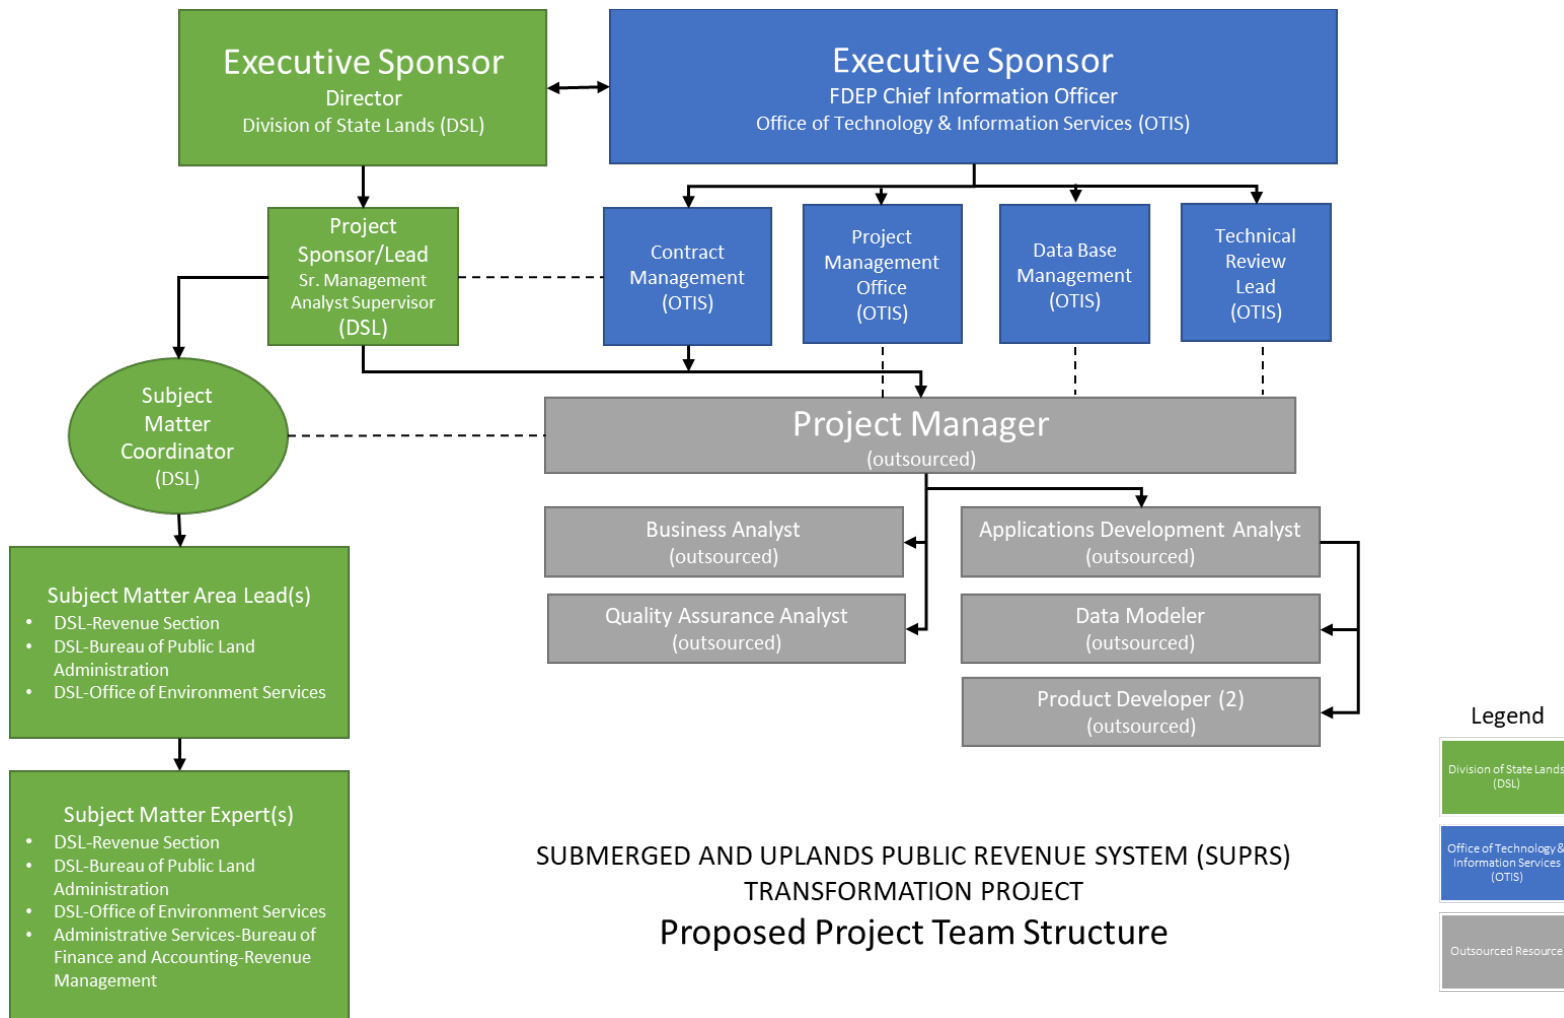 Executive Sponsor
Director
Division of State Lands (DSL)
Executive Sponsor
FDEP Chief Information Officer
Office of Technology & Information Services (OTIS)
Project
Sponsor/Lead
Sr. Management
Analyst Supervisor
(DSL)
Contract
Management
(OTIS)
Project
Management
Office
(OTIS)
Data Base
Management
(OTIS)
Technical
Review
Lead
(OTIS)
Subject
Matter
Coordinator
(DSL)
Project Manager
(outsourced)
Business Analyst
(outsourced)
Applications Development Analyst
(outsourced)
Quality Assurance Analyst
(outsourced)
Data Modeler
(outsourced)
Product Developer (2)
(outsourced)
Subject Matter Area Lead(s)
• DSL-Revenue Section
• DSL-Bureau of Public Land
Administration
• DSL-Office of Environment Services
Subject Matter Expert(s)
• DSL-Revenue Section
• DSL-Bureau of Public Land
Administration
• DSL-Office of Environment Services
• Administrative Services-Bureau of
Finance and Accounting-Revenue
Management
SUBMERGED AND UPLANDS PUBLIC REVENUE SYSTEM (SUPRS)
TRANSFORMATION PROJECT
Proposed Project Team Structure
Legend
Division of State Lands
(DSL)
Office of Technology &
Information Services
(OTIS)
Outsourced Resource